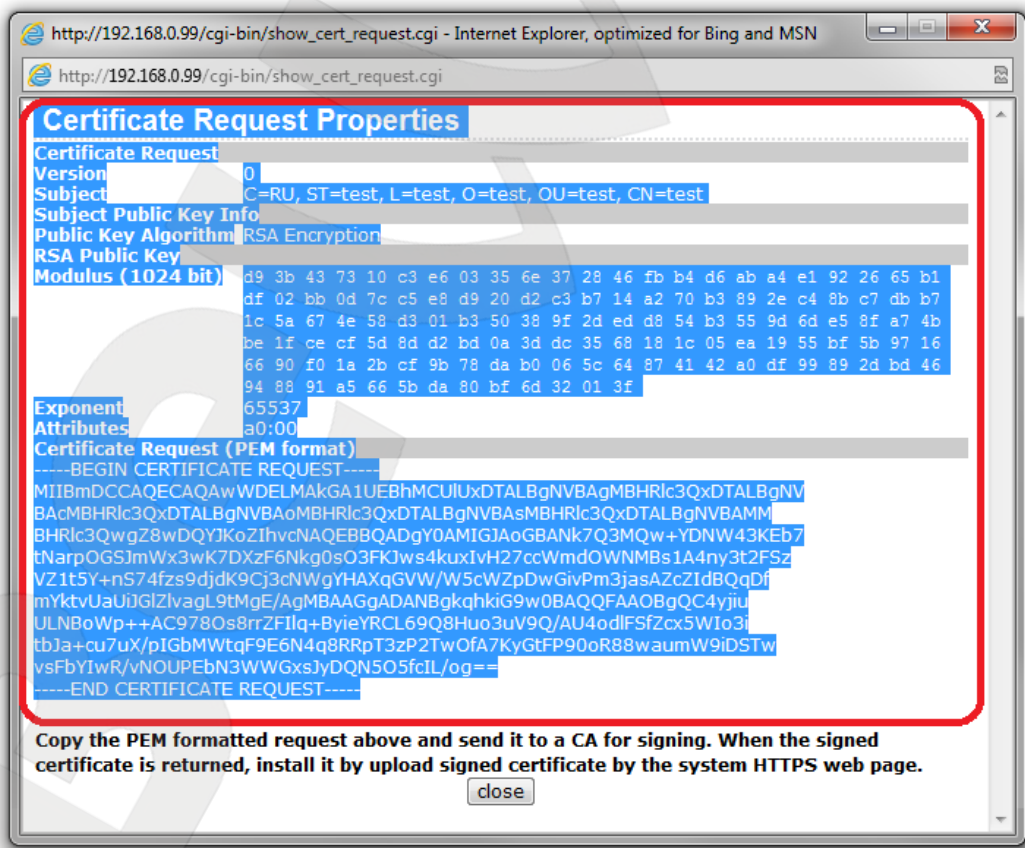 http://192.168.0.99/cgi-bin/show_cert_request.cgi - Internet Explorer, optimized for Bing and MSN
http://192.168.0.99/cgi-bin/show_cert_request.cgi
Certificate Request Properties
Certificate Request
Version 0
Subject C=RU, ST=test, L=test, O=test, OU=test, CN=test
Subject Public Key Info
Public Key Algorithm RSA Encryption
RSA Public Key
Modulus (1024 bit) d9 3b 43 73 10 c3 e6 03 35 6e 37 28 46 fb b4 d6 ab a4 e1 92 26 65 b1
df 02 bb 0d 7c c5 e8 d9 20 d2 c3 b7 14 a2 70 b3 89 2e c4 8b c7 db b7
1c 5a 67 4e 58 d3 01 b3 50 38 9f 2d ed d8 54 b3 55 9d 6d e5 8f a7 4b
be 1f ce cf 5d 8d d2 bd 0a 3d dc 35 68 18 1c 05 ea 19 55 bf 5b 97 16
66 90 f0 1a 2b cf 9b 78 da b0 06 5c 64 87 41 42 a0 df 99 89 2d bd 46
94 88 91 a5 66 5b da 80 bf 6d 32 01 3f
Exponent 65537
Attributes a0:00
Certificate Request (PEM format)
-----BEGIN CERTIFICATE REQUEST-----
MIIBmDCCAQECAQAwWDELMAkGA1UEBhMCUlUxDTALBgNVBAgMBHRlc3QxDTALBgNV
BAcMBHRlc3QxDTALBgNVBAoMBHRlc3QxDTALBgNVBAsMBHRlc3QxDTALBgNVBAMM
BHRlc3QwgZ8wDQYJKoZIhvcNAQEBBQADgY0AMIGJAoGBANk7Q3MQw+YDNW43KEb7
tNarpOGSJmWx3wK7DXzF6Nkg0sO3FKJws4kuxIvH27ccWmdOWNMBs1A4ny3t2FSz
VZ1t5Y+nS74fzs9djdK9Cj3cNWgYHAXqGVW/W5cWZpDwGivPm3jasAZcZIdBQqDf
mYktvUaUiJGlZlvagL9tMgE/AgMBAAGgADANBgkqhkiG9w0BAQQFAAOBgQC4yjiu
ULNBoWp++AC978Os8rrZFIlq+ByieYRCL69Q8Huo3uV9Q/AU4odlFSfZcx5WIo3i
tbJa+cu7uX/pIGbMWtqF9E6N4q8RRpT3zP2TwOfA7KyGtFP90oR88waumW9iDSTw
vsFbYIwR/vNOUPEbN3WWGxsJyDQN5O5fcIL/og==
-----END CERTIFICATE REQUEST-----
Copy the PEM formatted request above and send it to a CA for signing. When the signed
certificate is returned, install it by upload signed certificate by the system HTTPS web page.
close